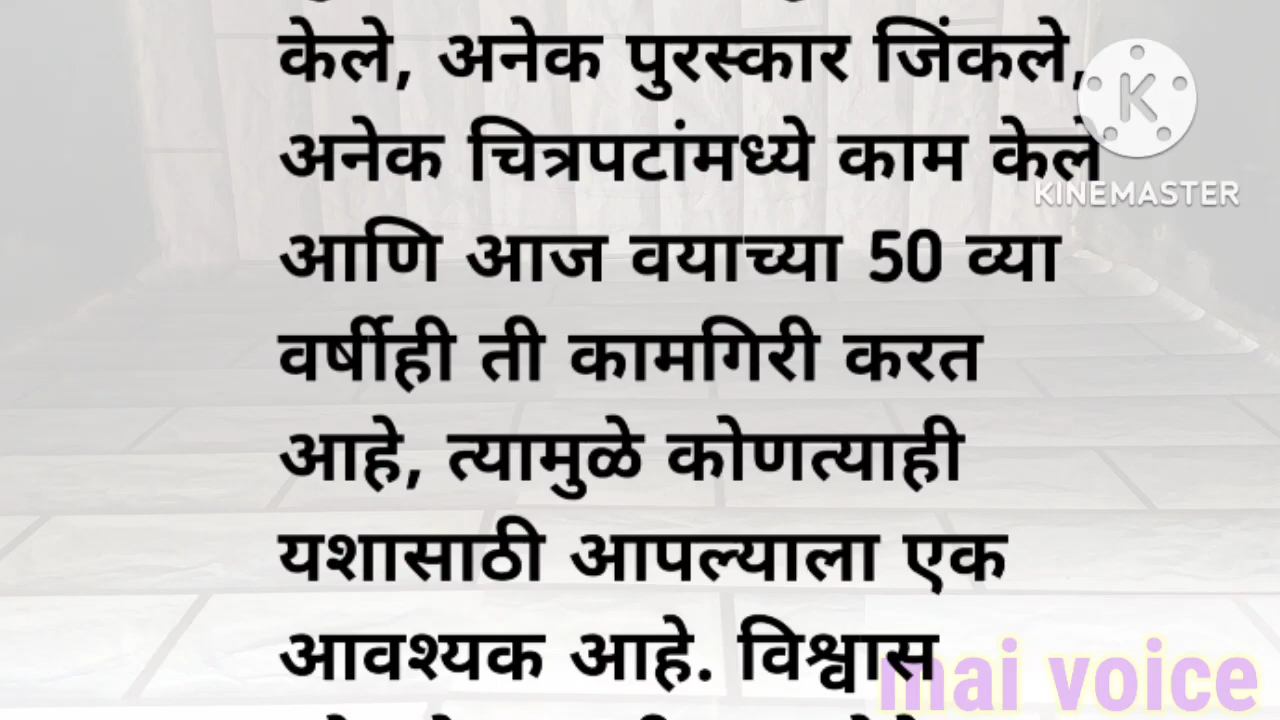 केले, अनेक पुरस्कार जिंकले,
अनेक चित्रपटांमध्ये काम केले
आणि आज वयाच्या 50 व्या
वर्षीही ती कामगिरी करत
आहे, त्यामुळे कोणत्याही
यशासाठी आपल्याला एक
आवश्यक आहे. विश्वास
K
KINEMASTER
mai voice